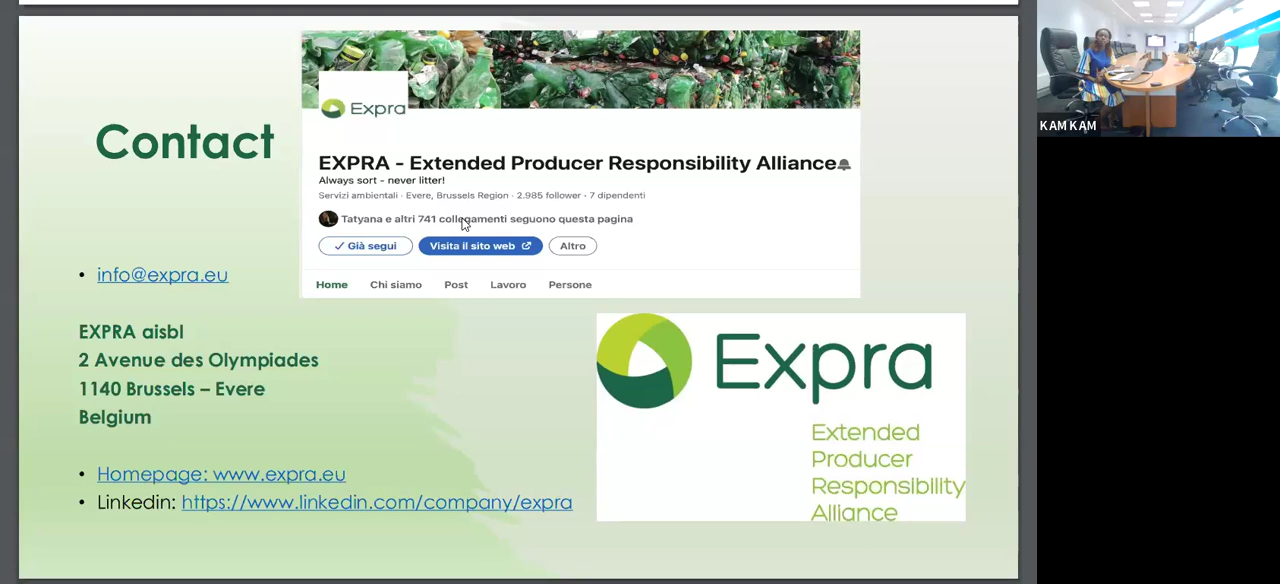 Contact
Expra
EXPRA - Extended Producer Responsibility Alliance
Always sort - never litter!
Servizi ambientali · Evere, Brussels Region · 2.985 follower · 7 dipendenti
Tatyana e altri 741 collegamenti seguono questa pagina
Già segui
Visita il sito web
Altro
Home
Chi siamo
Post
Lavoro
Persone
info@expra.eu
EXPRA aisbl
2 Avenue des Olympiades
1140 Brussels – Evere
Belgium
Homepage: www.expra.eu
Linkedin: https://www.linkedin.com/company/expra
Expra
Extended
Producer
Responsibility
Alliance
KAM KAM